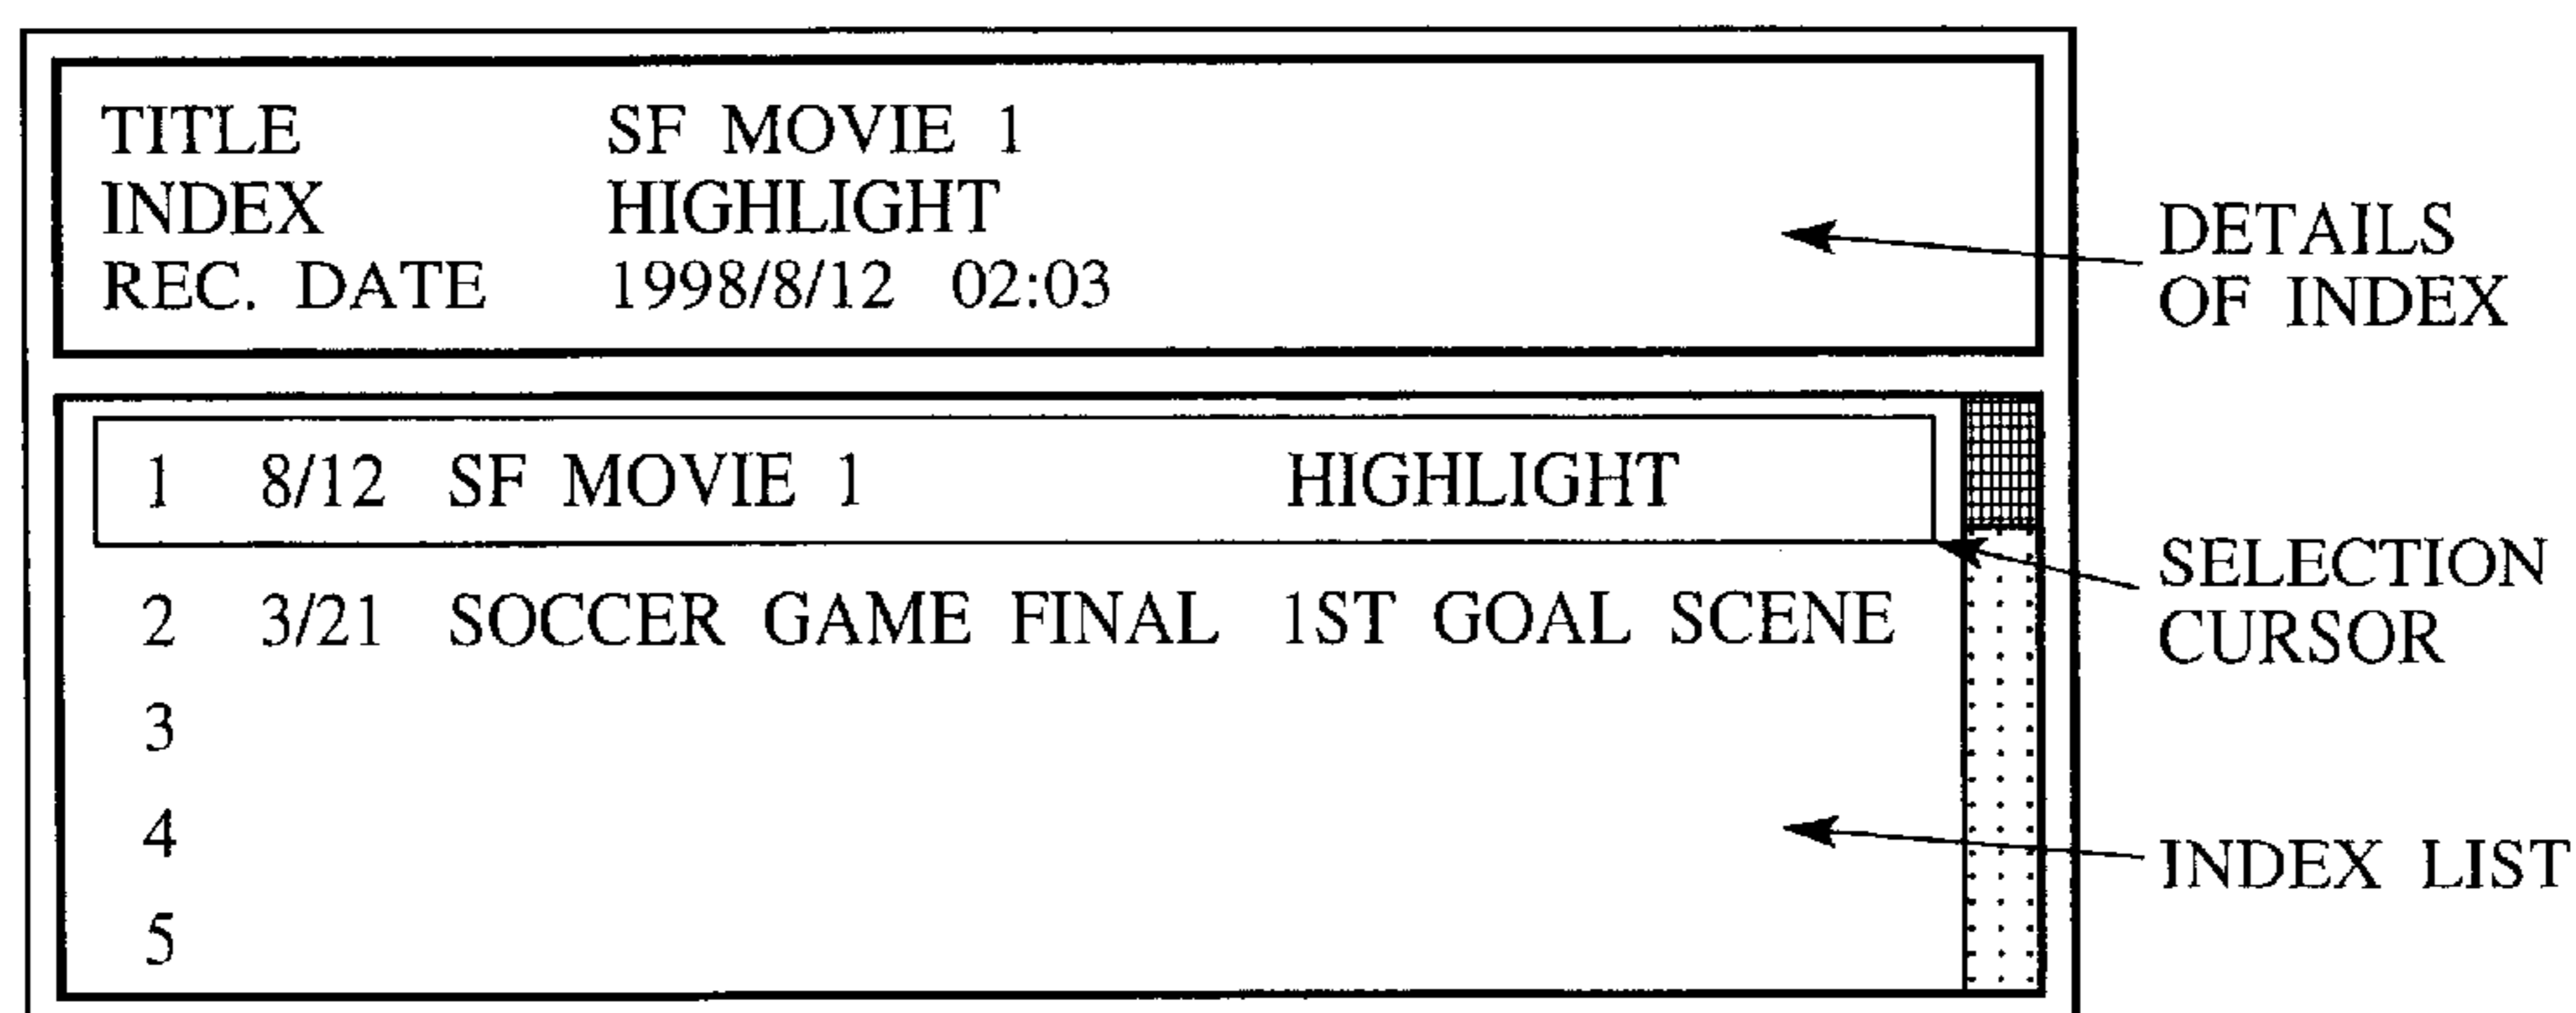 TITLE SF MOVIE 1
INDEX HIGHLIGHT
REC. DATE 1998/8/12 02:03
DETAILS
OF INDEX
1 8/12 SF MOVIE 1 HIGHLIGHT
SELECTION
CURSOR
2 3/21 SOCCER GAME FINAL 1ST GOAL SCENE
3
4
INDEX LIST
5